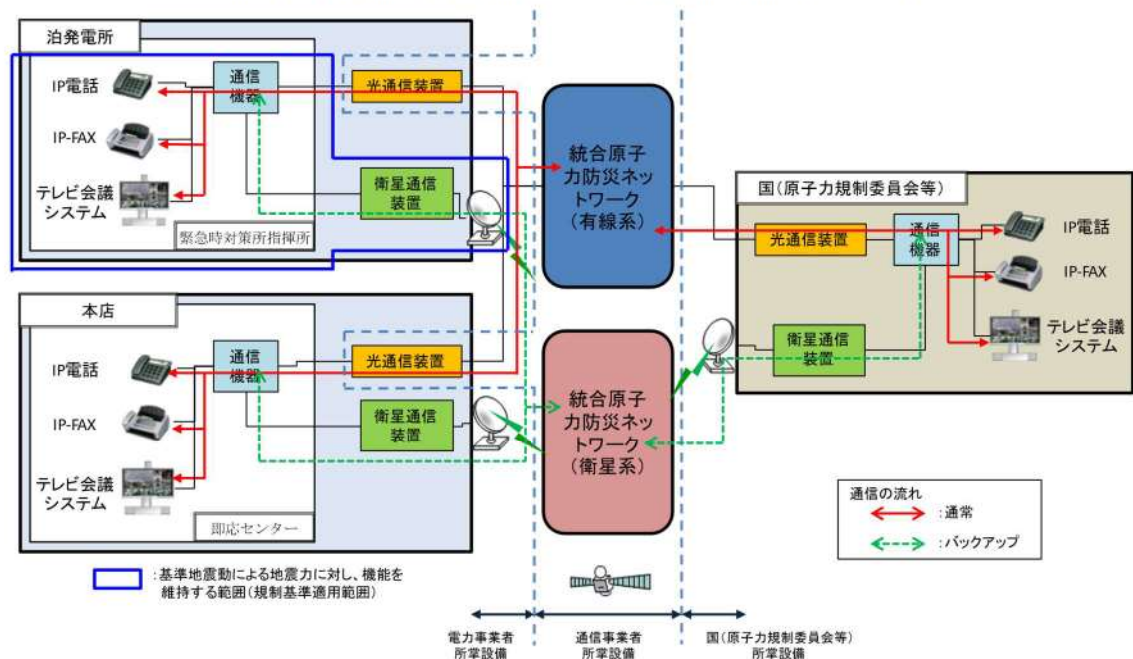 泊発電所
IP電話
IP-FAX
テレビ会議
システム
通信
機器
光通信装置
衛星通信
装置
緊急時対策所指揮所
本店
IP電話
IP-FAX
テレビ会議
システム
通信
機器
光通信装置
衛星通信
装置
即応センター
統合原子
力防災ネッ
トワーク
(有線系)
統合原子
力防災ネッ
トワーク
(衛星系)
国(原子力規制委員会等)
光通信装置
通信
機器
衛星通信
装置
IP電話
IP-FAX
テレビ会議
システム
通信の流れ
:通常
:バックアップ
:基準地震動による地震力に対し、機能を
維持する範囲(規制基準適用範囲)
電力事業者
所掌設備
通信事業者
所掌設備
国(原子力規制委員会等)
所掌設備